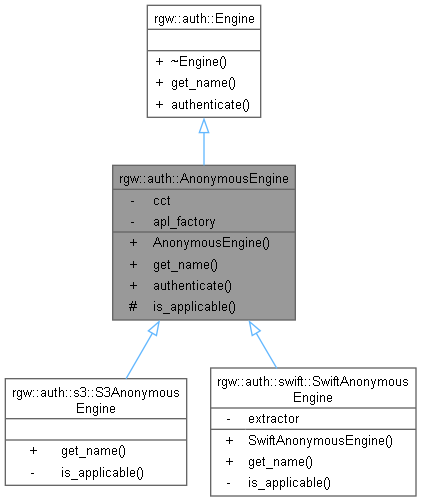 rgw::auth::Engine
+ ~Engine()
+ get_name()
+ authenticate()
rgw::auth::AnonymousEngine
- cct
- apl_factory
+ AnonymousEngine()
+ get_name()
+ authenticate()
# is_applicable()
rgw::auth::s3::S3Anonymous
Engine
+ get_name()
- is_applicable()
rgw::auth::swift::SwiftAnonymous
Engine
- extractor
+ SwiftAnonymousEngine()
+ get_name()
- is_applicable()